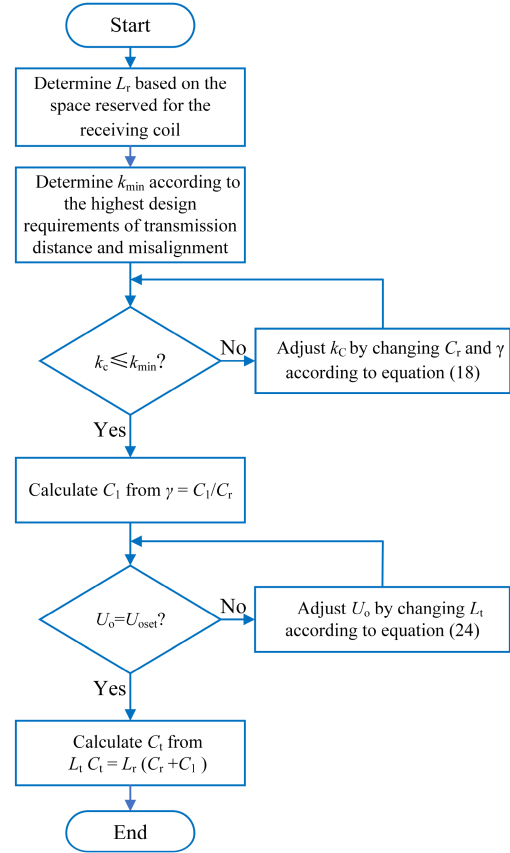 Start
Determine Lr based on the
space reserved for the
receiving coil
Determine kmin according to
the highest design
requirements of transmission
distance and misalignment
kc≤kmin?
No
Adjust kC by changing Cr and γ
according to equation (18)
Yes
Calculate C1 from γ = C1/Cr
Uo=Uoset?
No
Adjust Uo by changing Lt
according to equation (24)
Yes
Calculate Ct from
Lt Ct = Lr (Cr +C1 )
End